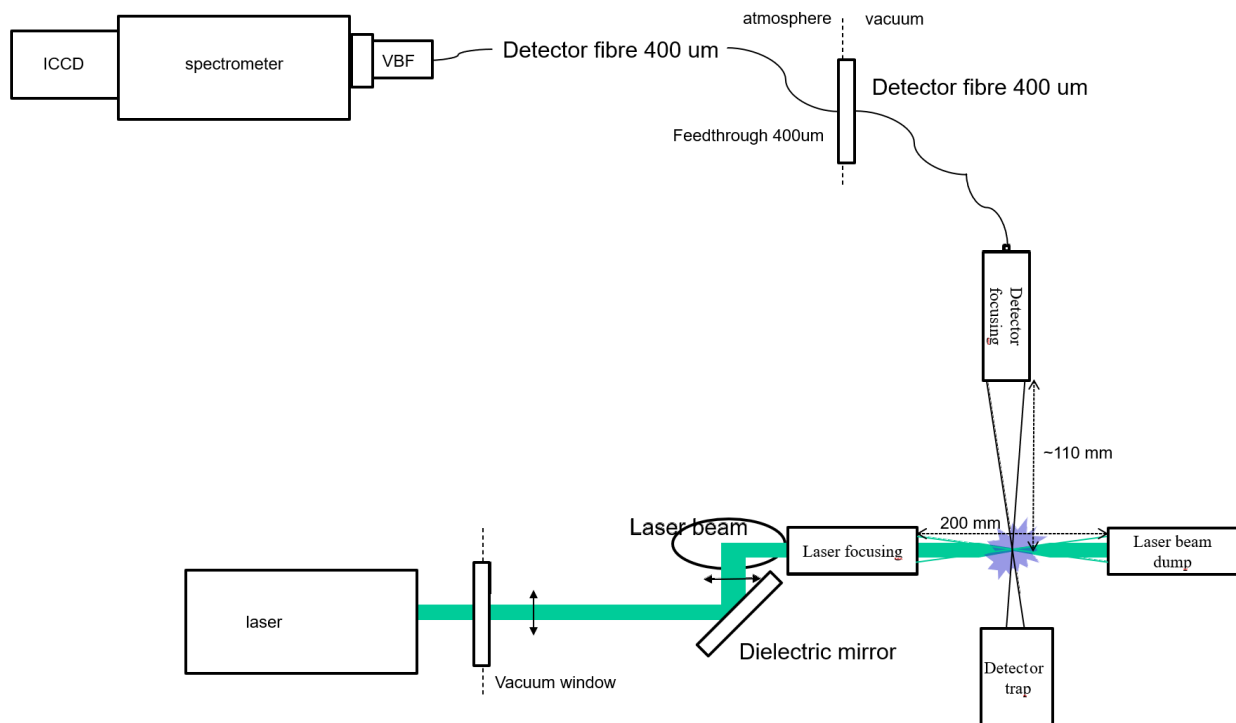 atmosphere
vacuum
ICCD
spectrometer
VBF
Detector fibre 400 um
Detector fibre 400 um
Feedthrough 400um
Detector
focusing
~110 mm
200 mm
Laser beam
Laser focusing
Laser beam
dump
laser
Dielectric mirror
Vacuum window
Detector
trap